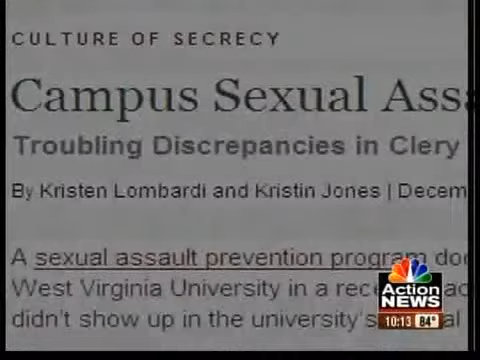 CULTURE OF SECRECY
Campus Sexual Ass
Troubling Discrepancies in Clery
By Kristen Lombardi and Kristin Jones | Decem
A sexual assault prevention program do
West Virginia University in a rec
didn't show up in the university's
Action
NEWS
10:13 84°